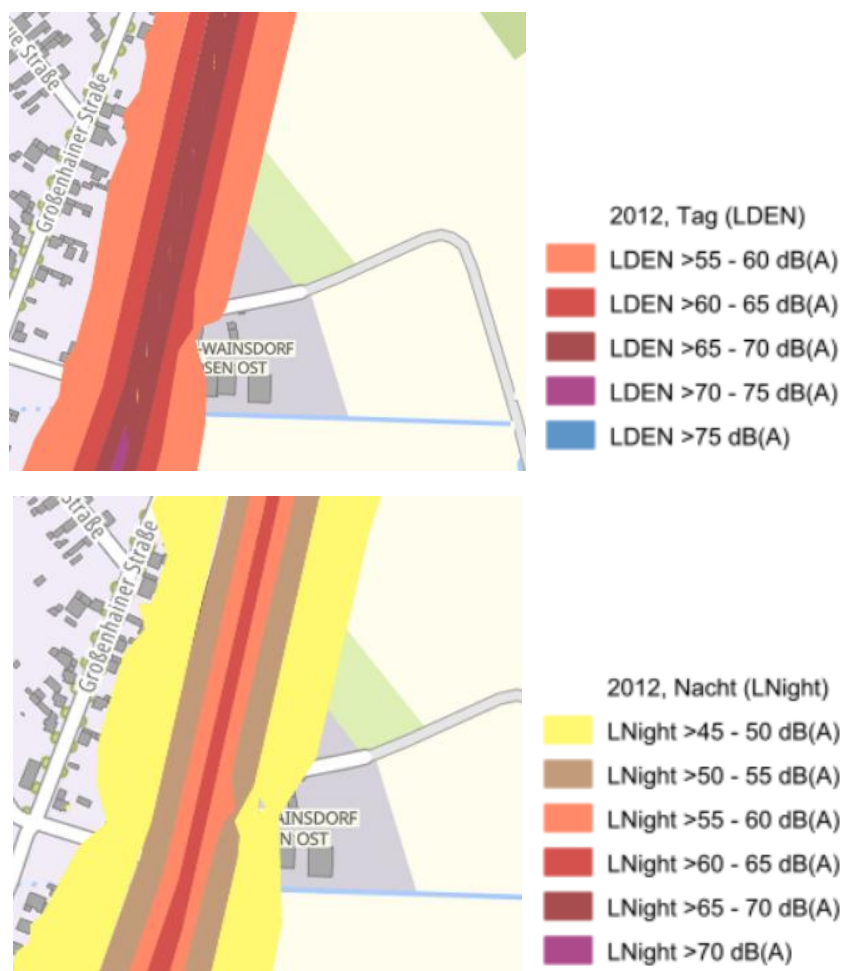 Straße
Großenhainer Straße
-WAINSDORF
SEN OST
2012, Tag (LDEN)
LDEN >55 - 60 dB(A)
LDEN >60 - 65 dB(A)
LDEN >65 - 70 dB(A)
LDEN >70 - 75 dB(A)
LDEN >75 dB(A)
Straße
Großenhainer Straße
AINSDORF
N OST
2012, Nacht (LNight)
LNight >45 - 50 dB(A)
LNight >50 - 55 dB(A)
LNight >55 - 60 dB(A)
LNight >60 - 65 dB(A)
LNight >65 - 70 dB(A)
LNight >70 dB(A)